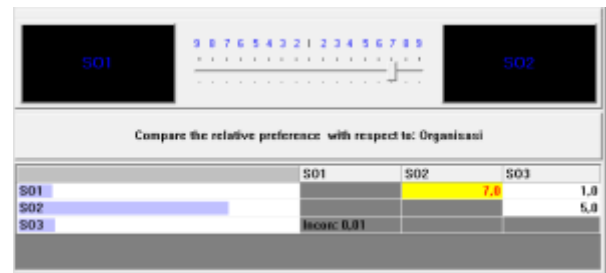 SO1
9 8 7 6 5 4 3 2 1 2 3 4 5 6 7 8 9
SO2
Compare the relative preference with respect to: Organisasi
SO1 SO2 SO3
SO1 7,0 1,0
SO2 5,0
SO3 Incon: 0,01